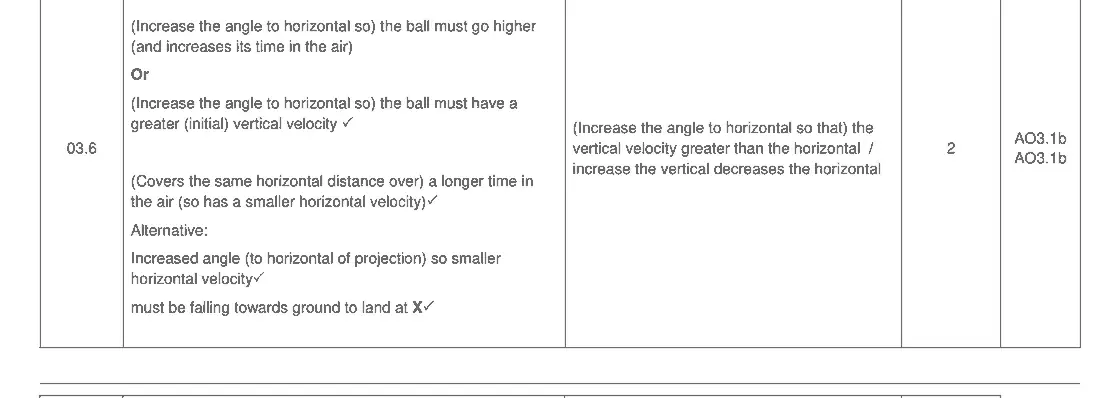 (Increase the angle to horizontal so) the ball must go higher
(and increases its time in the air)
Or
(Increase the angle to horizontal so) the ball must have a
greater (initial) vertical velocity ✓
03.6
(Covers the same horizontal distance over) a longer time in
the air (so has a smaller horizontal velocity)✓
Alternative:
Increased angle (to horizontal of projection) so smaller
horizontal velocity✓
must be falling towards ground to land at X✓
(Increase the angle to horizontal so that) the
vertical velocity greater than the horizontal /
increase the vertical decreases the horizontal
2
AO3.1b
AO3.1b